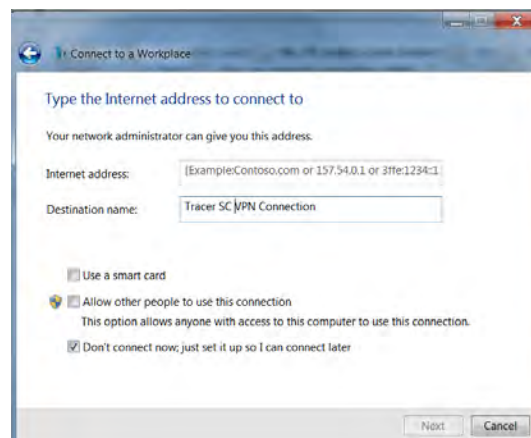 Connect to a Workplace
Type the Internet address to connect to
Your network administrator can give you this address.
Internet address:
[Example:Contoso.com or 157.54.0.1 or 3ffe:1234::1
Destination name:
Tracer SC VPN Connection
Use a smart card
Allow other people to use this connection
This option allows anyone with access to this computer to use this connection.
Don't connect now; just set it up so I can connect later
Next
Cancel